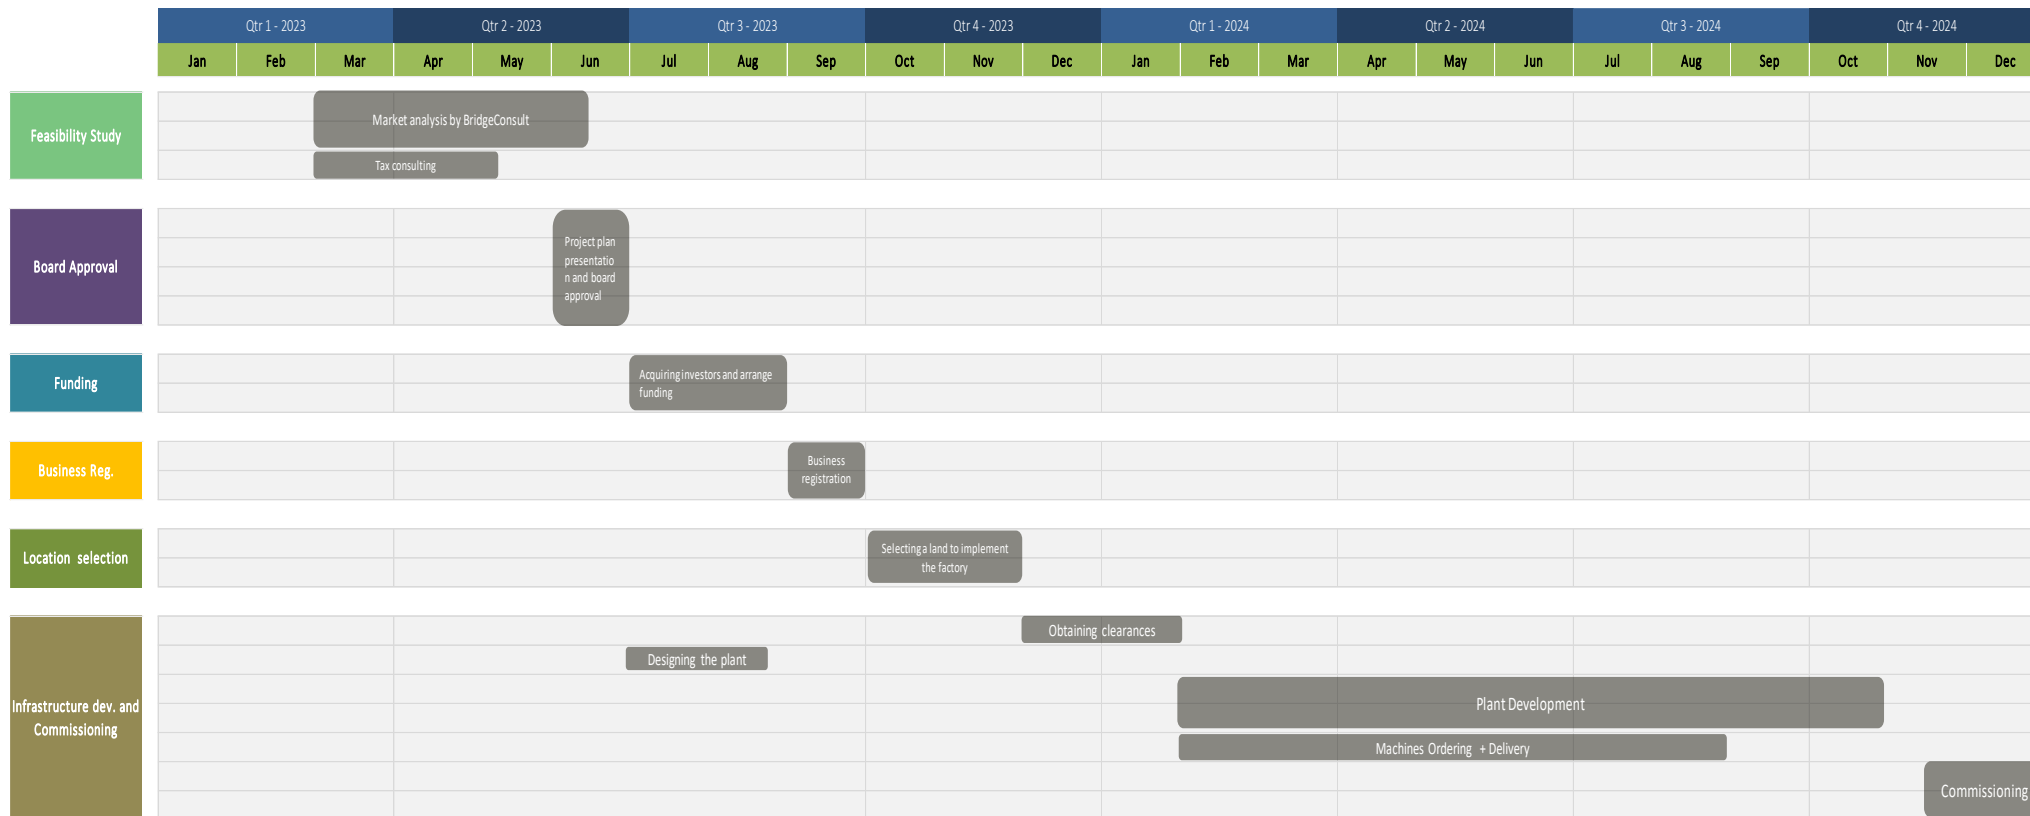 Qtr 1 - 2023 Qtr 2 - 2023 Qtr 3 - 2023 Qtr 4 - 2023 Qtr 1 - 2024 Qtr 2 - 2024 Qtr 3 - 2024 Qtr 4 - 2024
Jan Feb Mar Apr May Jun Jul Aug Sep Oct Nov Dec Jan Feb Mar Apr May Jun Jul Aug Sep Oct Nov Dec
Feasibility Study
Market analysis by BridgeConsult
Tax consulting
Board Approval
Project plan
presentatio
n and board
approval
Funding
Acquiring investors and arrange
funding
Business Reg.
Business
registration
Location selection
Selecting a land to implement
the factory
Infrastructure dev. and
Commissioning
Obtaining clearances
Designing the plant
Plant Development
Machines Ordering + Delivery
Commissioning